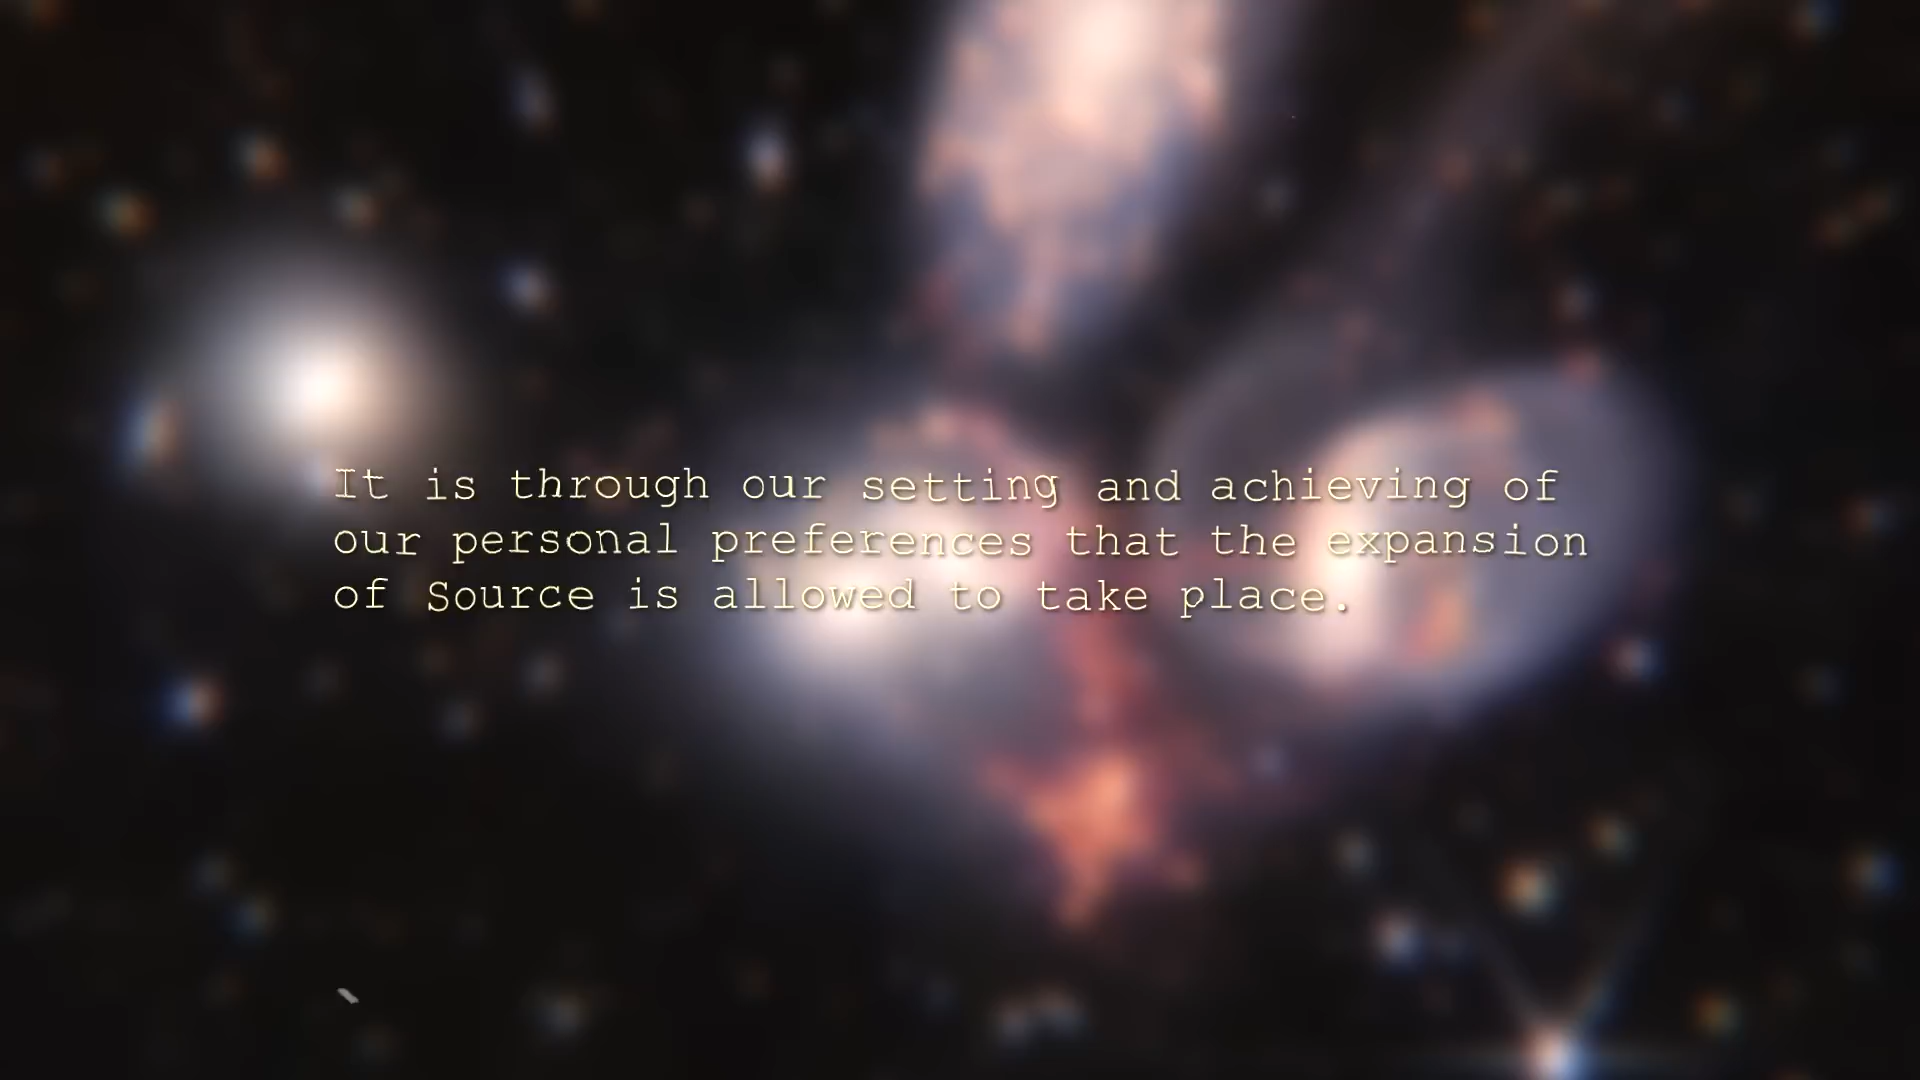 It is through our setting and achieving of
our personal preferences that the expansion
of Source is allowed to take place.